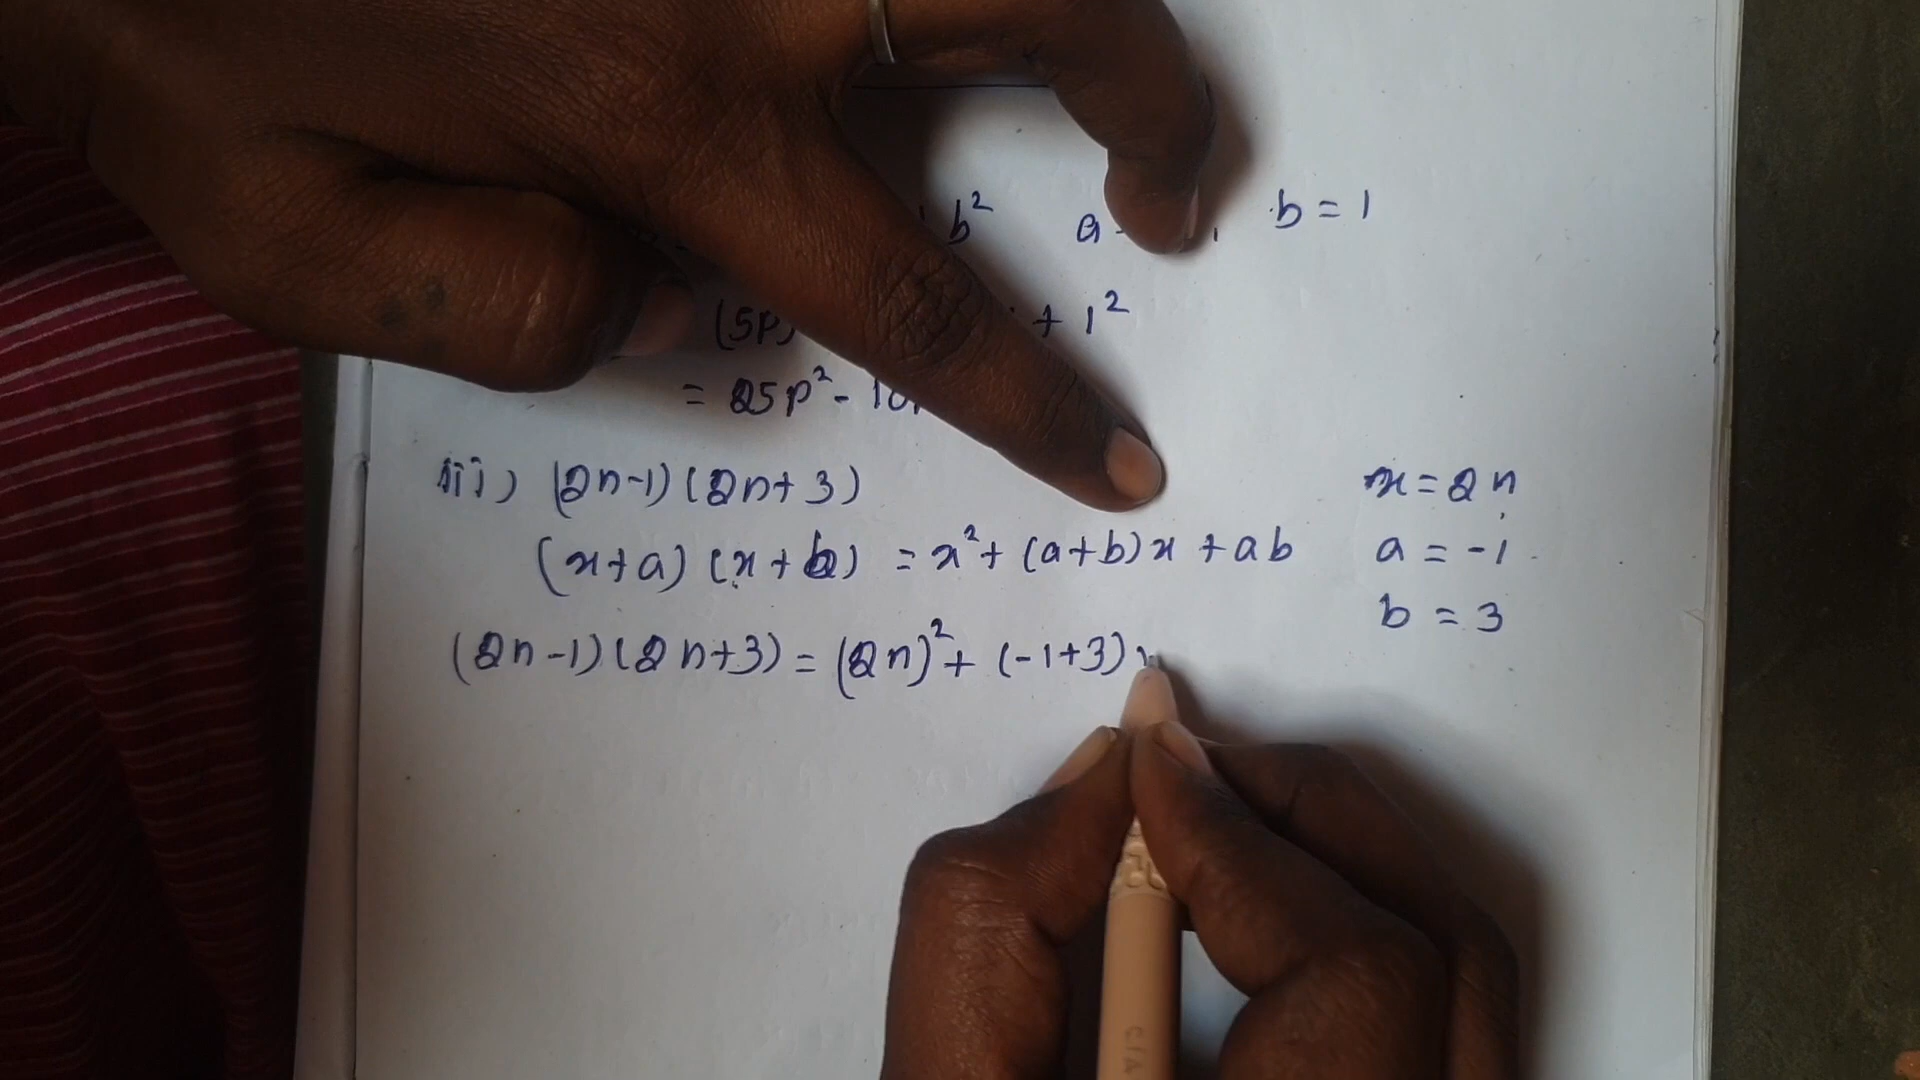 b² a b = 1
(5p) + 1²
= 25p² - 10
iii) (2n-1)(2n+3) x = 2n
(x+a)(x+b) = x²+(a+b)x+ab a = -1
b = 3
(2n-1)(2n+3) = (2n)²+(-1+3)